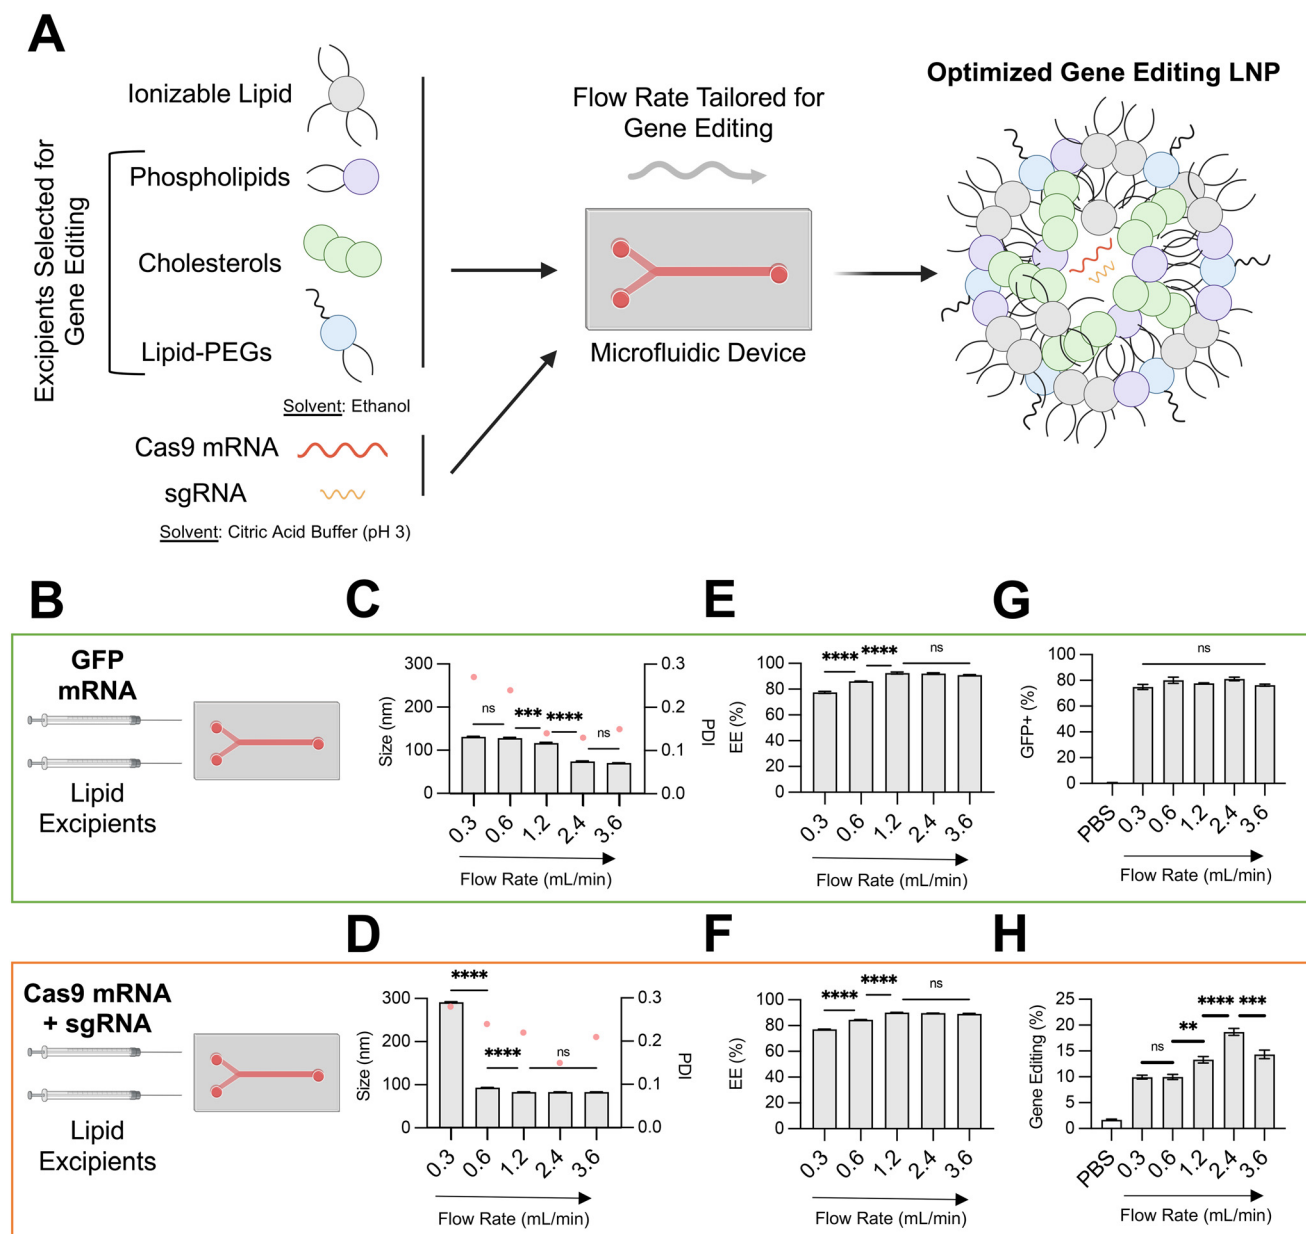 A
Excipients Selected for
Gene Editing
Ionizable Lipid
Phospholipids
Cholesterols
Lipid-PEGs
Solvent: Ethanol
Cas9 mRNA
sgRNA
Solvent: Citric Acid Buffer (pH 3)
Flow Rate Tailored for
Gene Editing
Microfluidic Device
Optimized Gene Editing LNP
B
GFP
mRNA
Lipid
Excipients
C
Size (nm)
300
200
100
0
ns
***
****
ns
0.3
0.2
0.1
0.0
PDI
0.3
0.6
1.2
2.4
3.6
Flow Rate (mL/min)
E
EE (%)
100
80
60
40
20
0
****
****
ns
0.3
0.6
1.2
2.4
3.6
Flow Rate (mL/min)
G
GFP+ (%)
100
80
60
40
20
0
ns
PBS
0.3
0.6
1.2
2.4
3.6
Flow Rate (mL/min)
Cas9 mRNA
+ sgRNA
Lipid
Excipients
D
Size (nm)
300
200
100
0
****
****
ns
0.3
0.2
0.1
0.0
PDI
0.3
0.6
1.2
2.4
3.6
Flow Rate (mL/min)
F
EE (%)
100
80
60
40
20
0
****
****
ns
0.3
0.6
1.2
2.4
3.6
Flow Rate (mL/min)
H
Gene Editing (%)
25
20
15
10
5
0
ns
**
****
***
PBS
0.3
0.6
1.2
2.4
3.6
Flow Rate (mL/min)